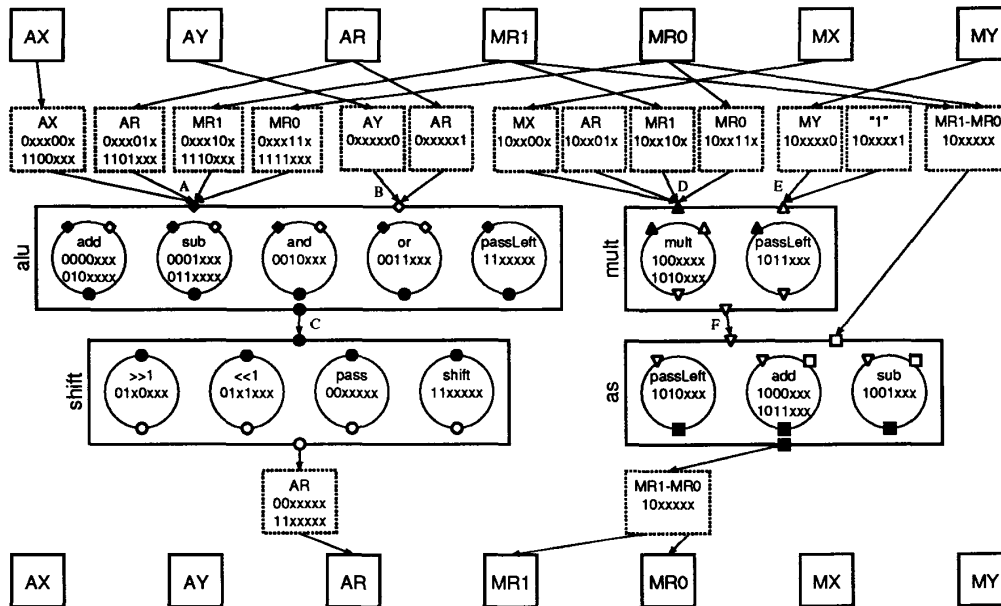 AX AY AR MR1 MR0 MX MY
AX AR MR1 MR0 AY AR MX AR MR1 MR0 MY "1" MR1-MR0
0xxx00x 0xxx01x 0xxx10x 0xxx11x 0xxxxx0 0xxxxx1 10xx00x 10xx01x 10xx10x 10xx11x 10xxxx0 10xxxx1 10xxxxx
1100xxx 1101xxx 1110xxx 1111xxx
A B D E
alu
add sub and or passLeft
0000xxx 0001xxx 0010xxx 0011xxx 11xxxxx
010xxxx 011xxxx
mult
mult passLeft
100xxxx 1011xxx
1010xxx
C F
shift
>>1 <<1 pass shift
01x0xxx 01x1xxx 00xxxxx 11xxxxx
as
passLeft add sub
1010xxx 1000xxx 1001xxx
1011xxx
AR
00xxxxx
11xxxxx
MR1-MR0
10xxxxx
AX AY AR MR1 MR0 MX MY